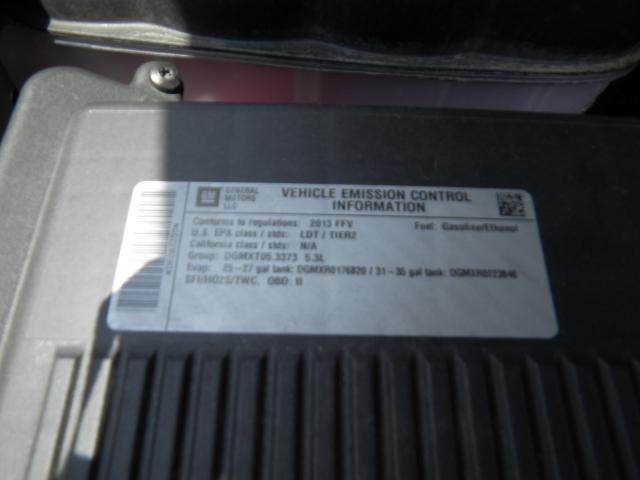 GM GENERAL MOTORS LLC
VEHICLE EMISSION CONTROL
INFORMATION
Conforms to regulations: 2013 FFV Fuel: Gasoline/Ethanol
U.S. EPA class / stds: LDT / TIER2
California class / stds: N/A
Group: DGMXT05.3373 5.3L
Evap: 25-27 gal tank: DGMXR0176820 / 31-35 gal tank: DGMXR0223840
SFI/HO2S/TWC, OBD: II